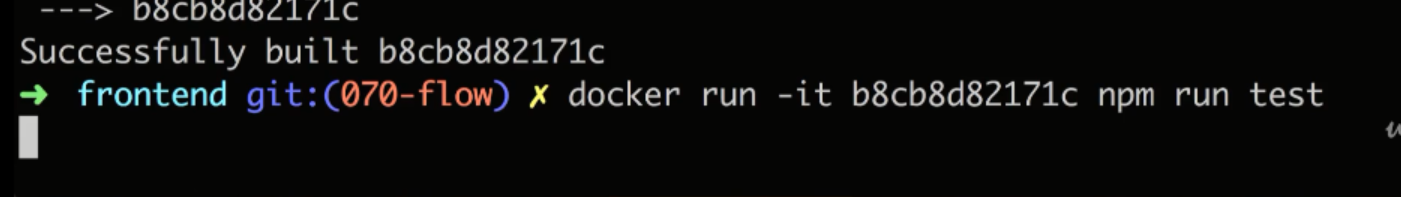 ---> b8cb8d82171c
Successfully built b8cb8d82171c
➜ frontend git:(070-flow) ✗ docker run -it b8cb8d82171c npm run test